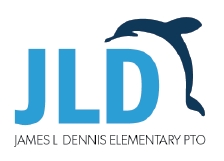 JLD
JAMES L DENNIS ELEMENTARY PTO